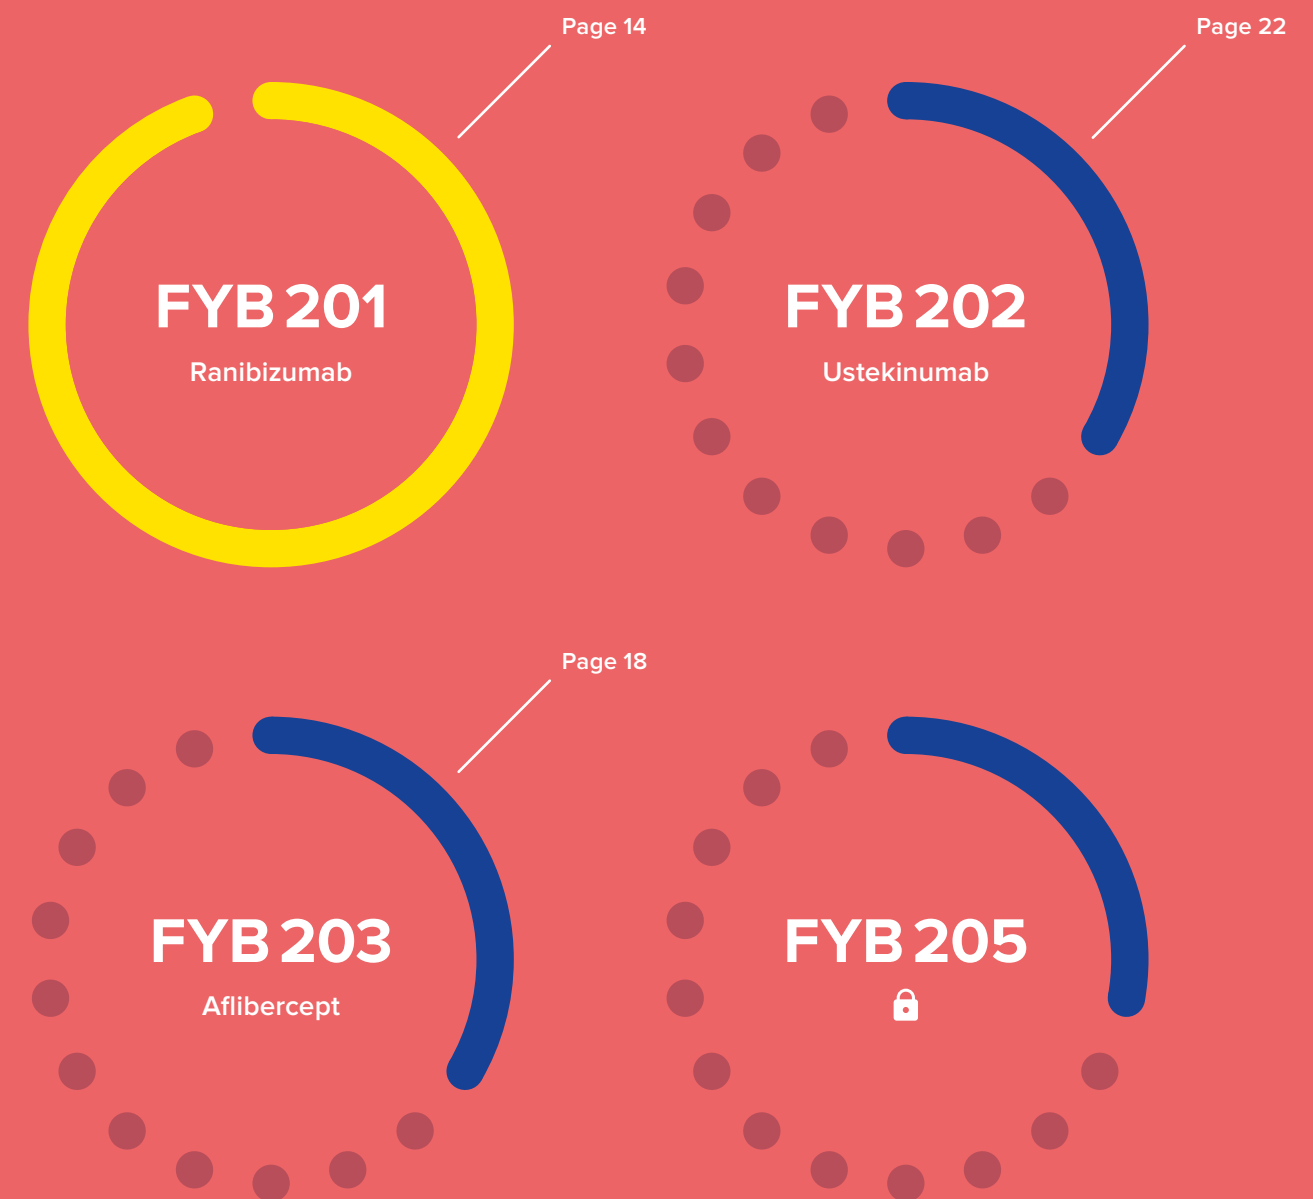 Page 14
Page 22
FYB 201
Ranibizumab
FYB 202
Ustekinumab
Page 18
FYB 203
Aflibercept
FYB 205